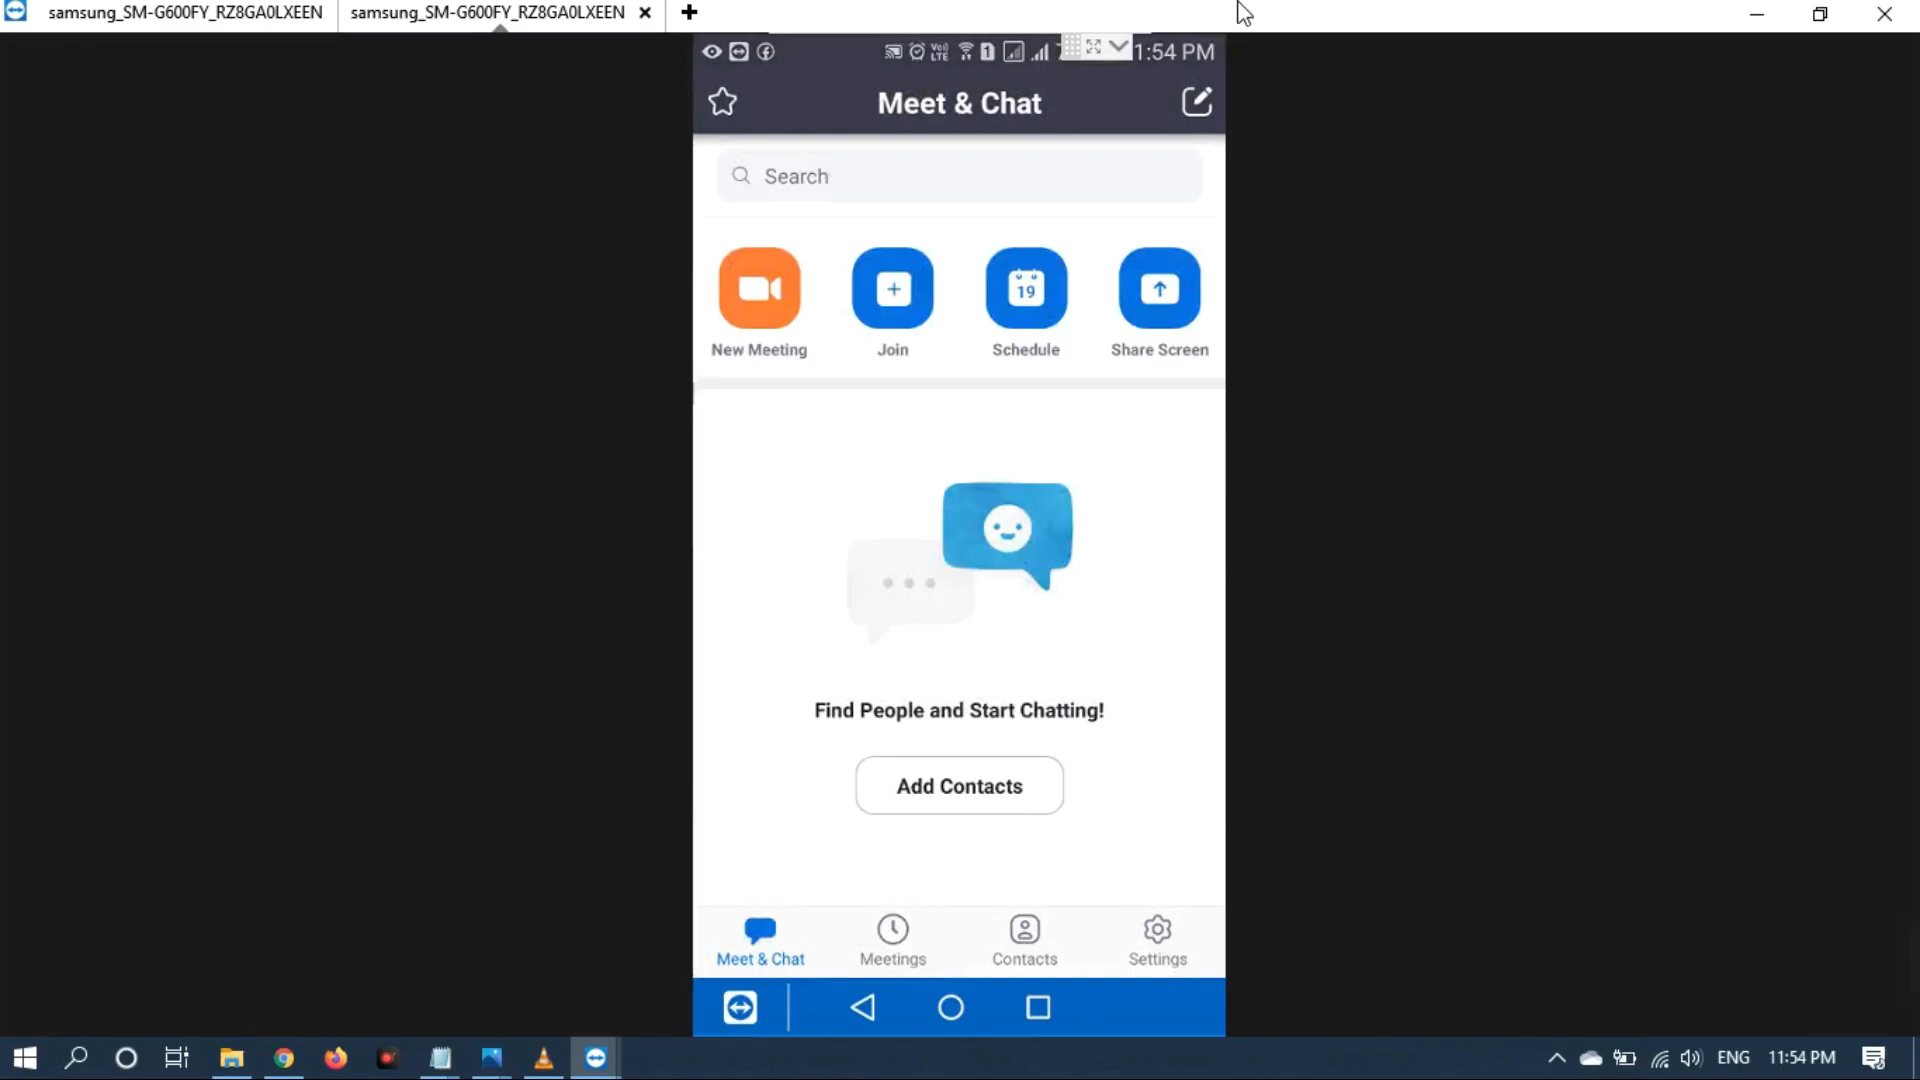 samsung_SM-G600FY_RZ8GA0LXEEN
samsung_SM-G600FY_RZ8GA0LXEEN
1:54 PM
Meet & Chat
Search
19
New Meeting
Join
Schedule
Share Screen
Find People and Start Chatting!
Add Contacts
Meet & Chat
Meetings
Contacts
Settings
ENG
11:54 PM